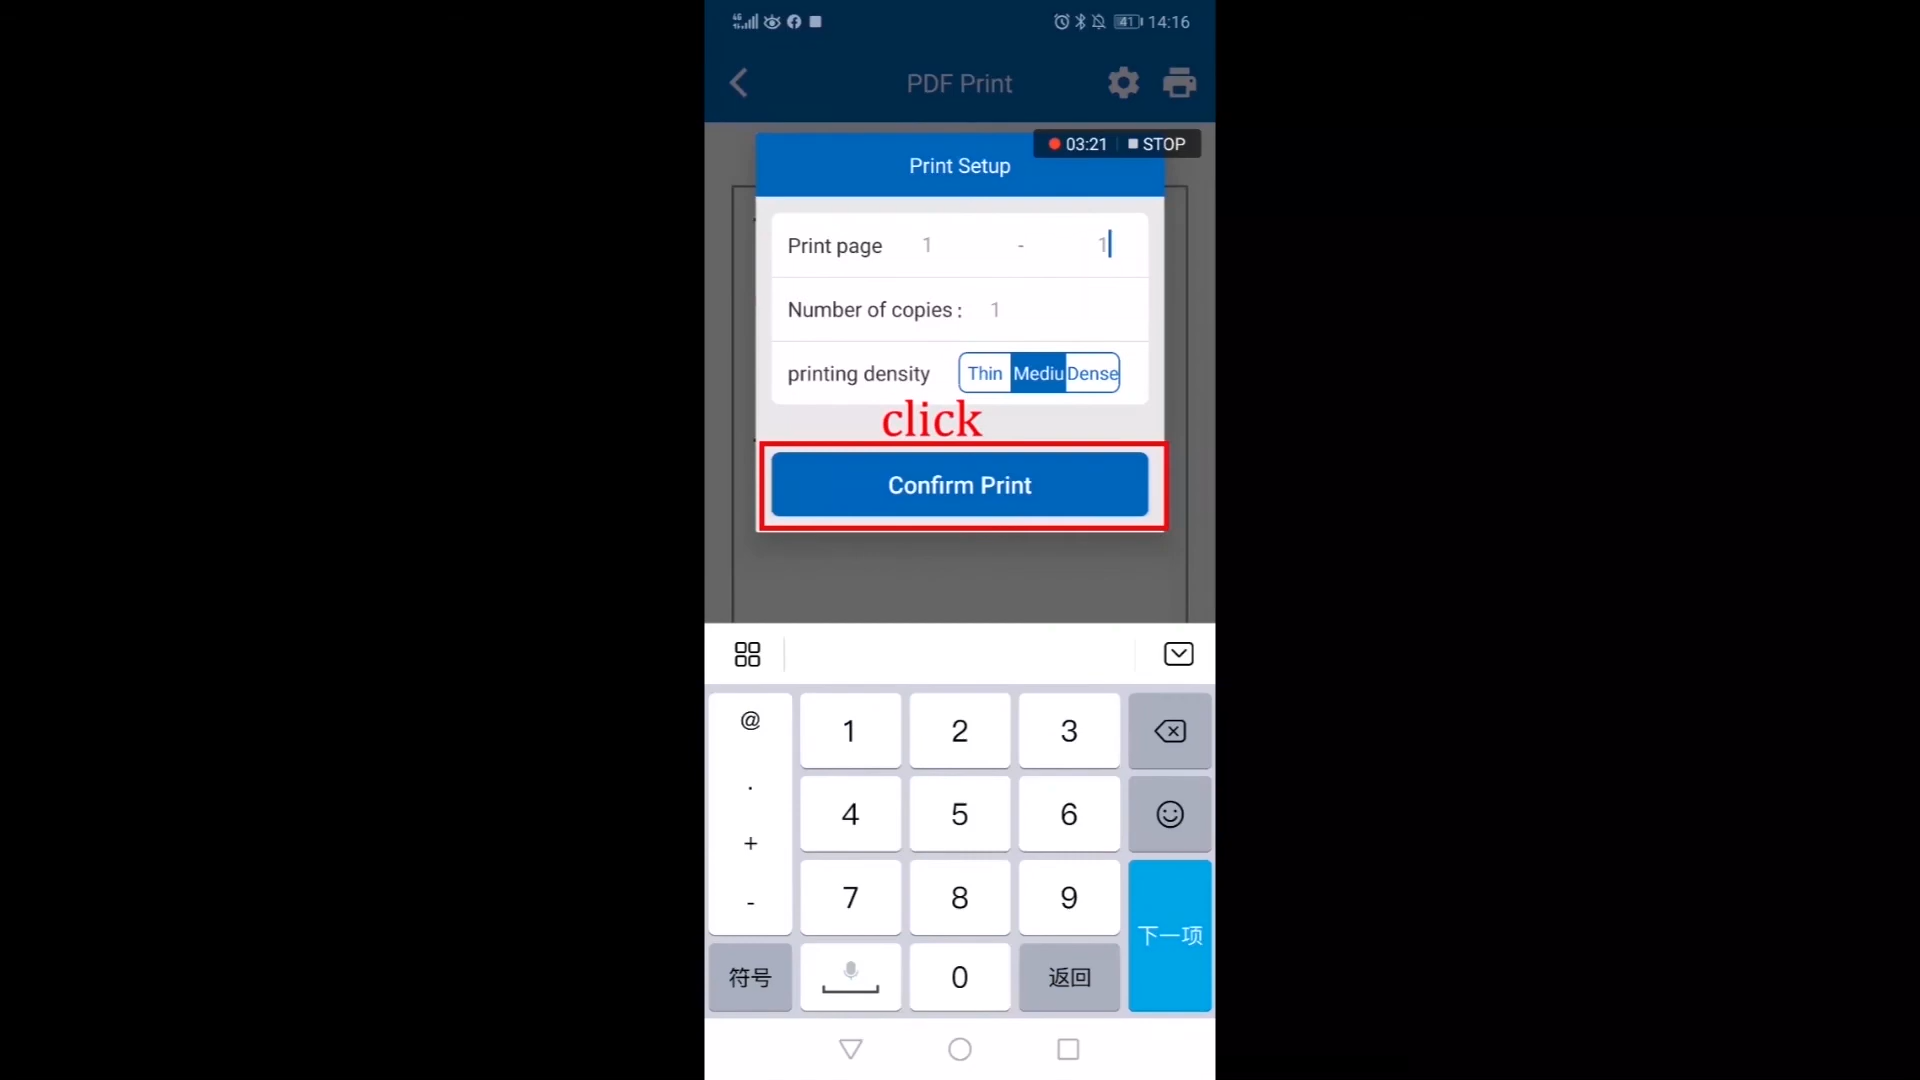 41 14:16
PDF Print
03:21 STOP
Print Setup
Print page 1 - 1
Number of copies : 1
printing density Thin Mediu Dense
click
Confirm Print
@ 1 2 3
. 4 5 6
+
- 7 8 9
下一项
符号 0 返回